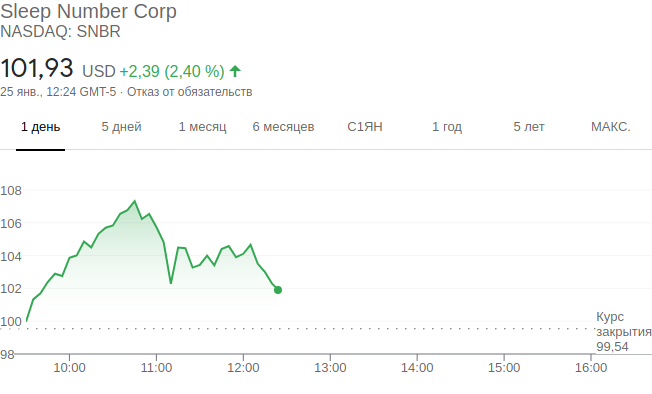 Sleep Number Corp
NASDAQ: SNBR
101,93 USD +2,39 (2,40 %)
25 янв., 12:24 GMT-5 · Отказ от обязательств
1 день 5 дней 1 месяц 6 месяцев С1ЯН 1 год 5 лет МАКС.
108
106
104
102
100
Курс
закрытия
99,54
98
10:00 11:00 12:00 13:00 14:00 15:00 16:00